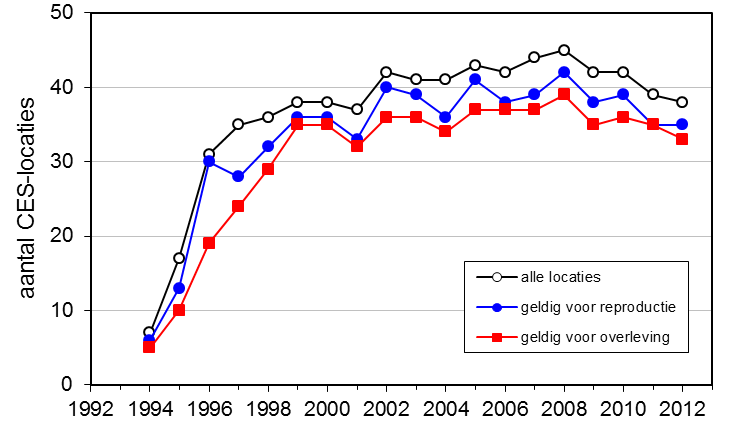 50
40
30
20
10
0
aantal CES-locaties
1992 1994 1996 1998 2000 2002 2004 2006 2008 2010 2012
alle locaties
geldig voor reproductie
geldig voor overleving